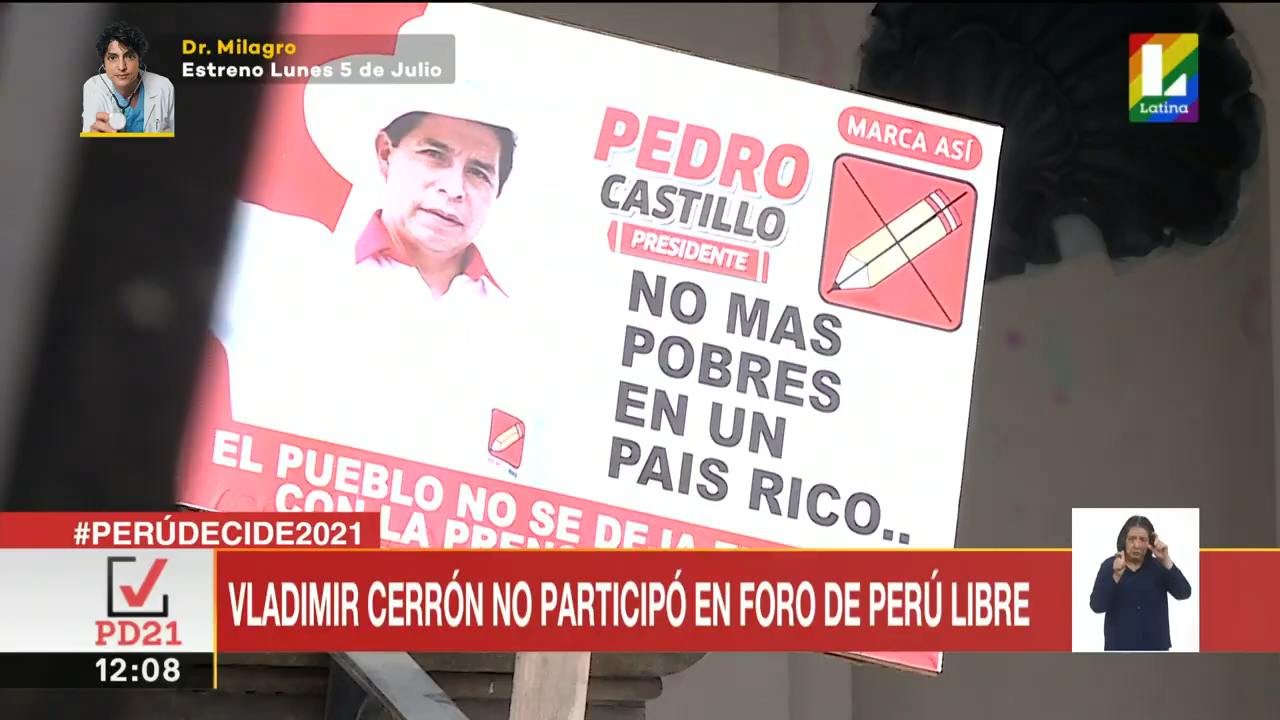 Dr. Milagro
Estreno Lunes 5 de Julio
Latina
MARCA ASÍ
PEDRO
CASTILLO
PRESIDENTE
NO MAS
POBRES
EN UN
PAIS RICO..
EL PUEBLO NO SE DEJA
CON LA
#PERÚDECIDE2021
PD21
VLADIMIR CERRÓN NO PARTICIPÓ EN FORO DE PERÚ LIBRE
12:08